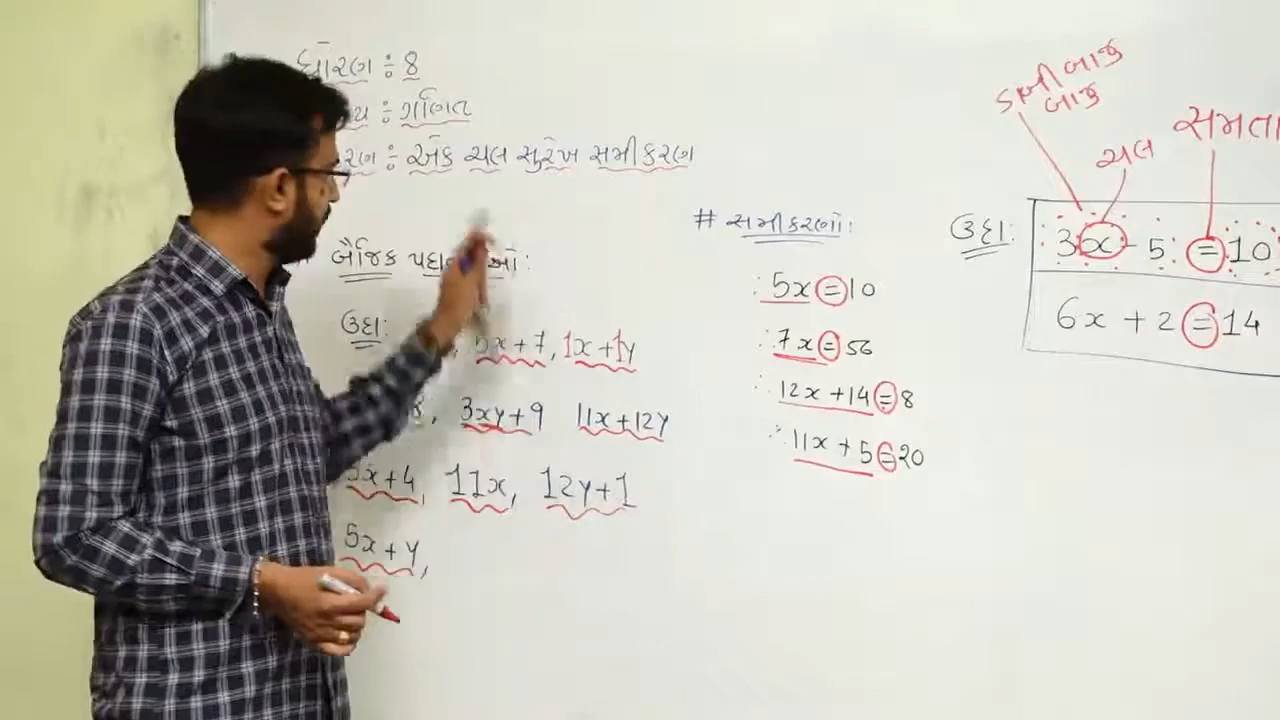 ધોરણ : 8
ય : ગણિત
રણ : એક ચલ સુરેખ સમીકરણ
બૈજિક
ઉદા:
5x+7, 1x+1y
, 3xy+9 11x+12y
5x+4, 11x, 12y+1
5x+y,
# સમીકરણો:
∴ 5x=10
∴ 7x=56
∴ 12x+14=8
∴ 11x+5=20
ડાબી બાજુ
બાજુ
ચલ
સમતા
ઉદા:
3x-5=10
6x+2=14